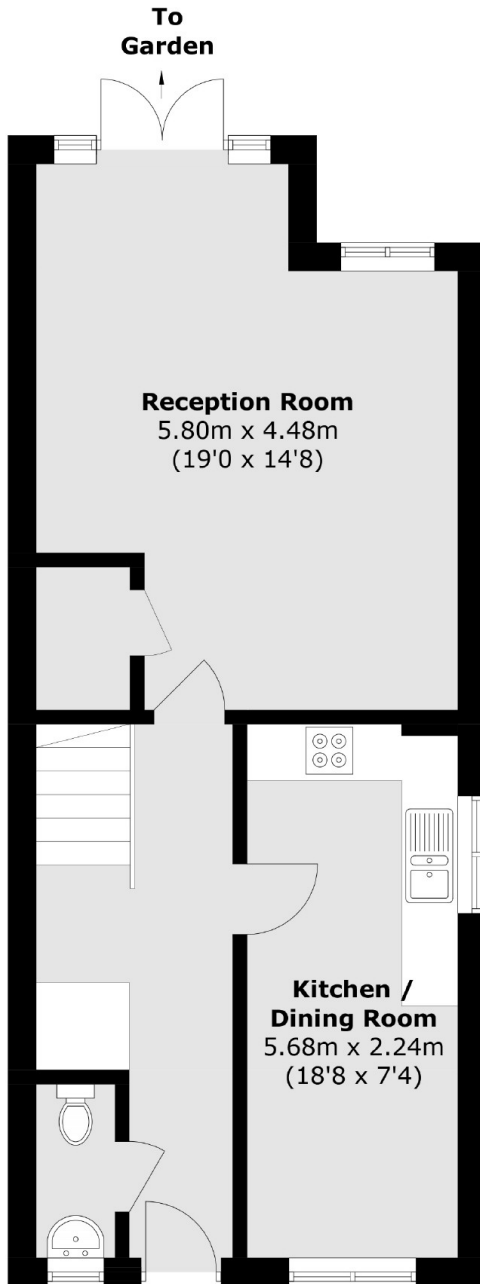 To
Garden
Reception Room
5.80m x 4.48m
(19'0 x 14'8)
Kitchen /
Dining Room
5.68m x 2.24m
(18'8 x 7'4)